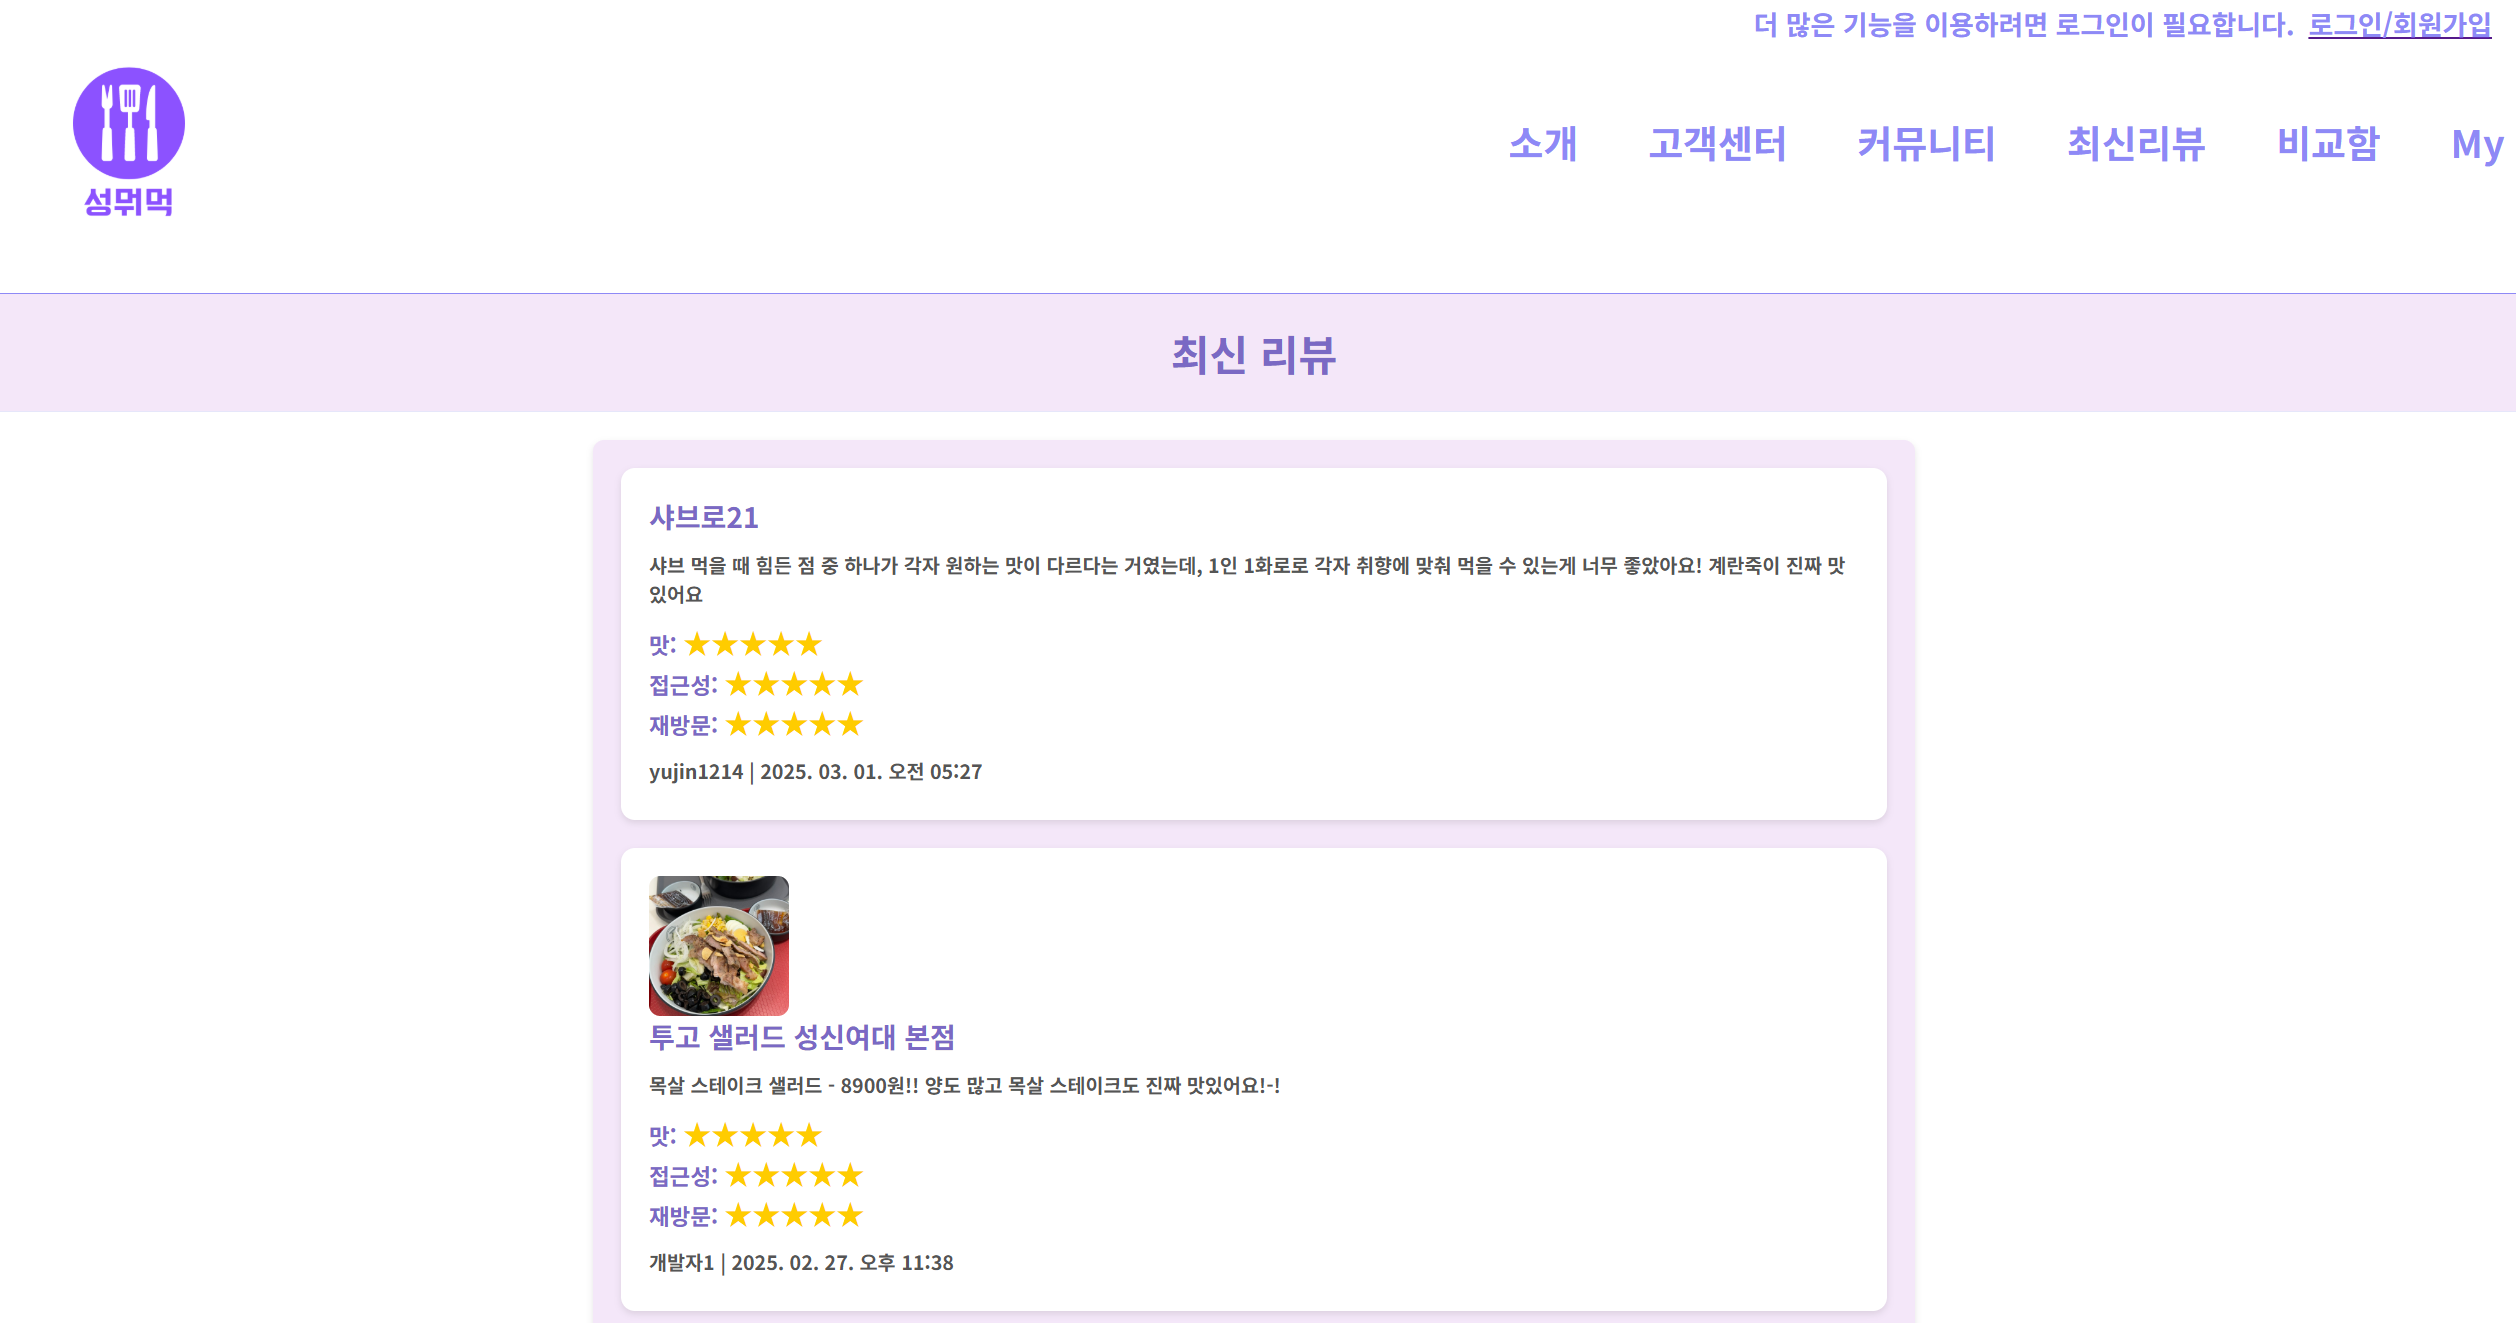 더 많은 기능을 이용하려면 로그인이 필요합니다. 로그인/회원가입
성뭐먹
소개 고객센터 커뮤니티 최신리뷰 비교함 My
최신 리뷰
샤브로21
샤브 먹을 때 힘든 점 중 하나가 각자 원하는 맛이 다르다는 거였는데, 1인 1화로로 각자 취향에 맞춰 먹을 수 있는게 너무 좋았아요! 계란죽이 진짜 맛
있어요
맛: ★★★★★
접근성: ★★★★★
재방문: ★★★★★
yujin1214 | 2025. 03. 01. 오전 05:27
투고 샐러드 성신여대 본점
목살 스테이크 샐러드 - 8900원!! 양도 많고 목살 스테이크도 진짜 맛있어요!-!
맛: ★★★★★
접근성: ★★★★★
재방문: ★★★★★
개발자1 | 2025. 02. 27. 오후 11:38